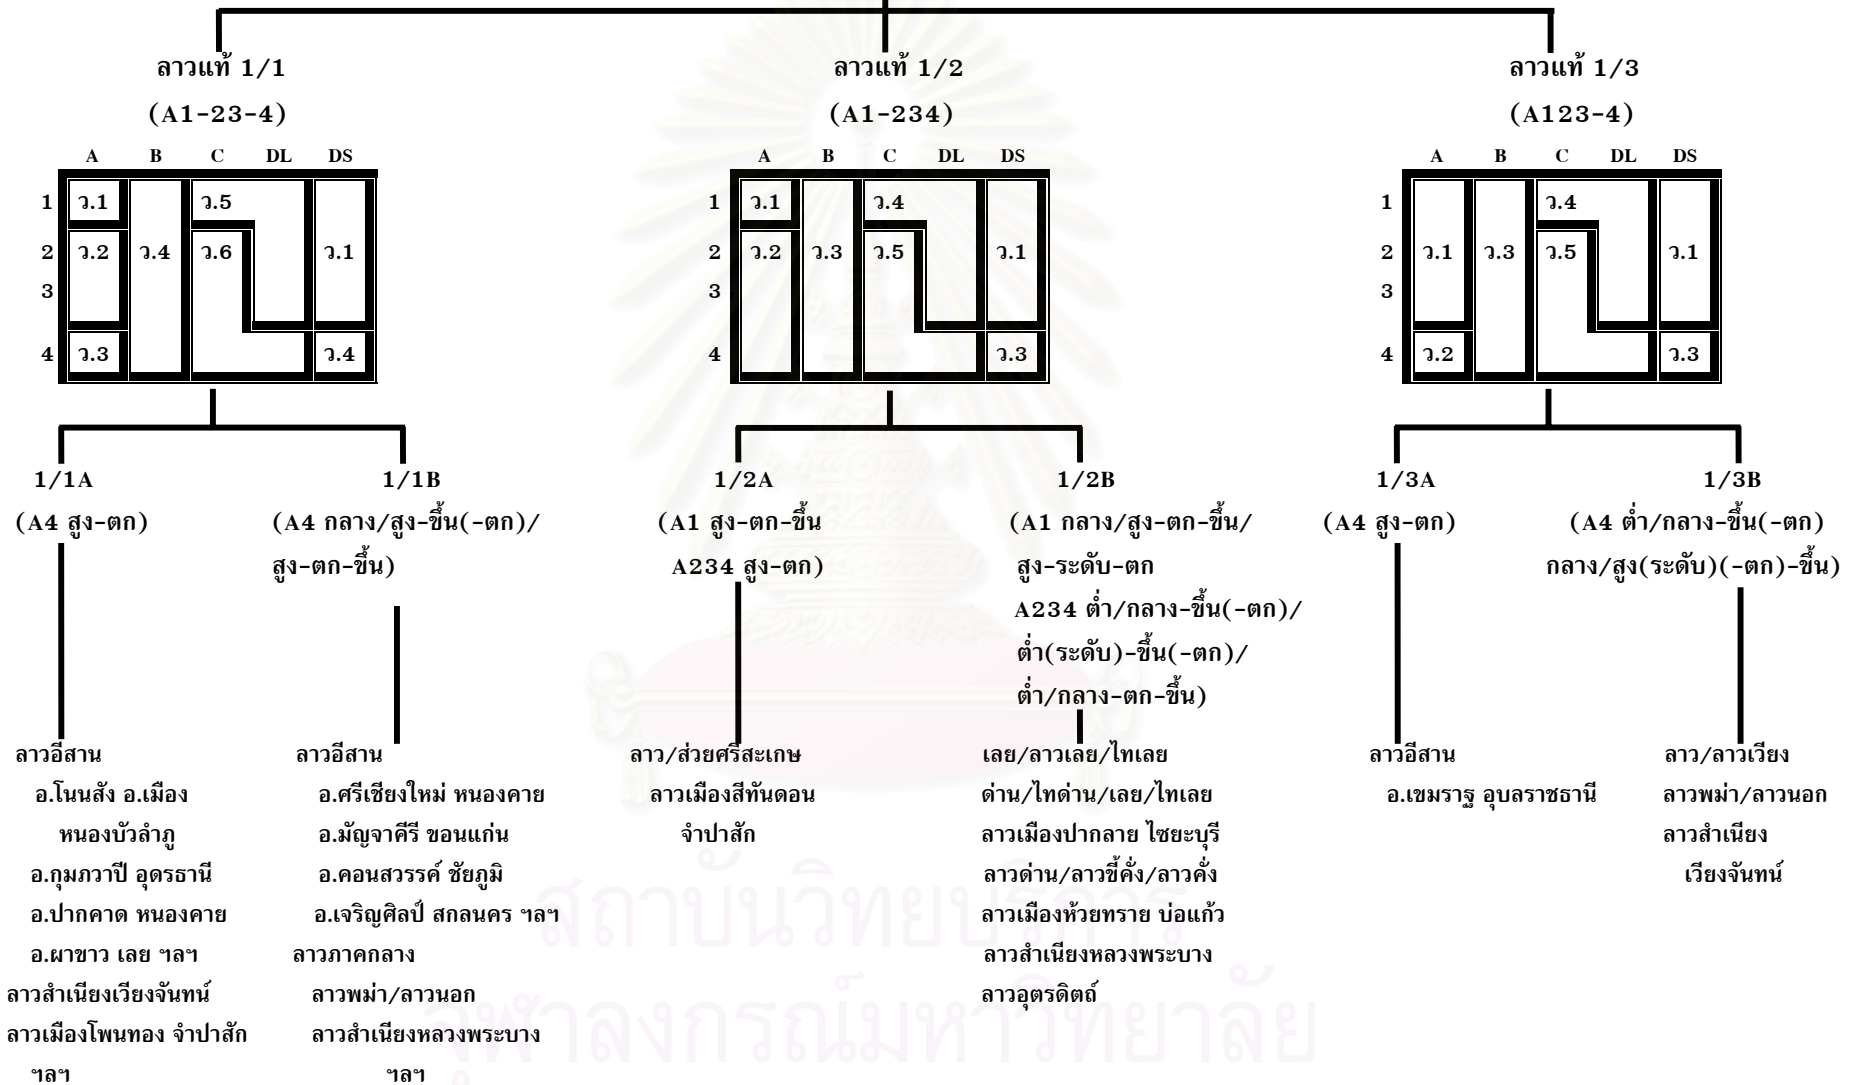 ลาวแท้ 1/1
(A1-23-4)
A B C DL DS
1 ว.1 ว.5
2 ว.2 ว.4 ว.6 ว.1
3
4 ว.3 ว.4
ลาวแท้ 1/2
(A1-234)
A B C DL DS
1 ว.1 ว.4
2 ว.2 ว.3 ว.5 ว.1
3
4 ว.3
ลาวแท้ 1/3
(A123-4)
A B C DL DS
1 ว.4
2 ว.1 ว.3 ว.5 ว.1
3
4 ว.2 ว.3
1/1A
(A4 สูง-ตก)
ลาวอีสาน
อ.โนนสัง อ.เมือง
หนองบัวลำภู
อ.กุมภวาปี อุดรธานี
อ.ปากคาด หนองคาย
อ.ผาขาว เลย ฯลฯ
ลาวสำเนียงเวียงจันทน์
ลาวเมืองโพนทอง จำปาสัก
ฯลฯ
1/1B
(A4 กลาง/สูง-ขึ้น(-ตก)/
สูง-ตก-ขึ้น)
ลาวอีสาน
อ.ศรีเชียงใหม่ หนองคาย
อ.มัญจาคีรี ขอนแก่น
อ.คอนสวรรค์ ชัยภูมิ
อ.เจริญศิลป์ สกลนคร ฯลฯ
ลาวภาคกลาง
ลาวพม่า/ลาวนอก
ลาวสำเนียงหลวงพระบาง
ฯลฯ
1/2A
(A1 สูง-ตก-ขึ้น
A234 สูง-ตก)
ลาว/ส่วยศรีสะเกษ
ลาวเมืองสีทันดอน
จำปาสัก
1/2B
(A1 กลาง/สูง-ตก-ขึ้น/
สูง-ระดับ-ตก
A234 ต่ำ/กลาง-ขึ้น(-ตก)/
ต่ำ(ระดับ)-ขึ้น(-ตก)/
ต่ำ/กลาง-ตก-ขึ้น)
เลย/ลาวเลย/ไทเลย
ด่าน/ไทด่าน/เลย/ไทเลย
ลาวเมืองปากลาย ไซยะบุรี
ลาวด่าน/ลาวขี้คั่ง/ลาวคั่ง
ลาวเมืองห้วยทราย บ่อแก้ว
ลาวสำเนียงหลวงพระบาง
ลาวอุตรดิตถ์
1/3A
(A4 สูง-ตก)
ลาวอีสาน
อ.เขมราฐ อุบลราชธานี
1/3B
(A4 ต่ำ/กลาง-ขึ้น(-ตก)
กลาง/สูง(ระดับ)(-ตก)-ขึ้น)
ลาว/ลาวเวียง
ลาวพม่า/ลาวนอก
ลาวสำเนียง
เวียงจันทน์
สถาบันวิทยบริการ
จุฬาลงกรณ์มหาวิทยาลัย